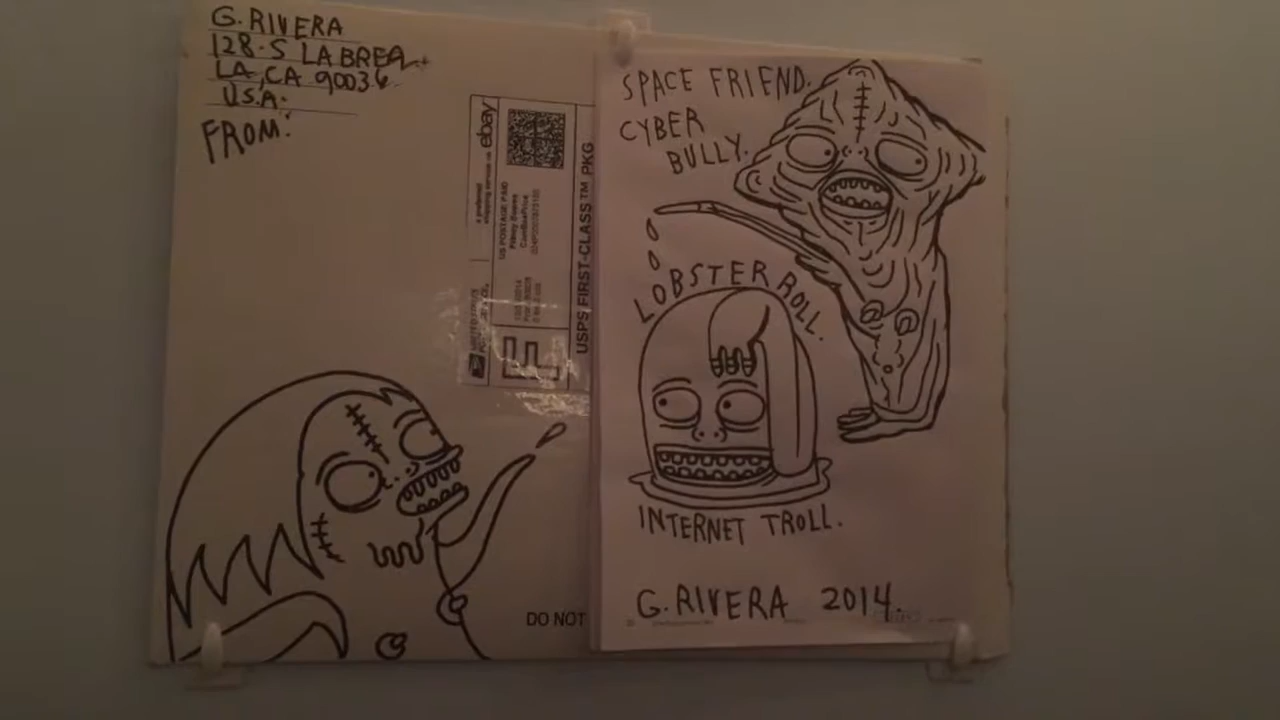 G. RIVERA
128 · S LA BREA
LA, CA 90036
U.S.A.
FROM:
ebay
US POSTAGE PAID
USPS FIRST-CLASS™ PKG
DO NOT
SPACE FRIEND.
CYBER
BULLY.
LOBSTER ROLL.
INTERNET TROLL.
G. RIVERA 2014.